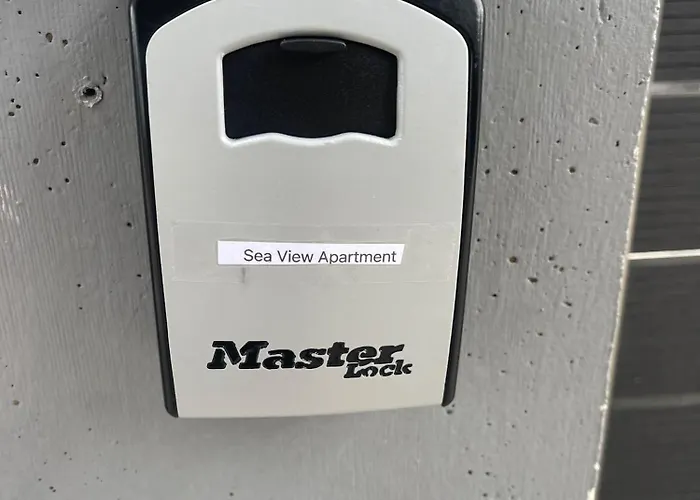 Sea View Apartment
Master
Lock